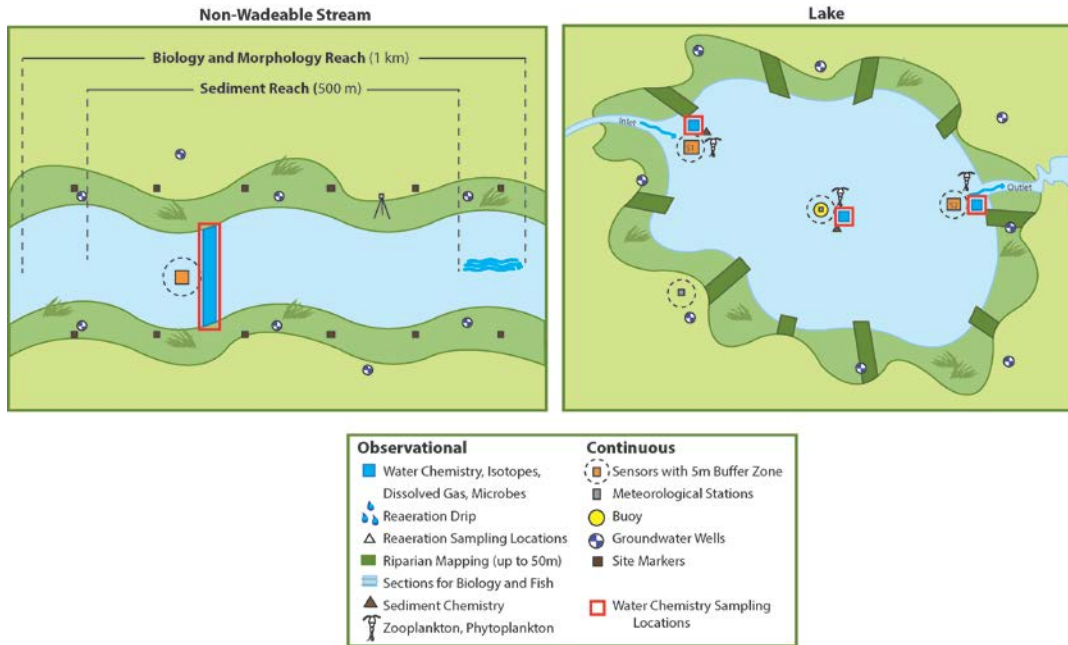 Non-Wadeable Stream
Biology and Morphology Reach (1 km)
Sediment Reach (500 m)
Lake
Inlet
S1
Outlet
S2
Observational
Water Chemistry, Isotopes,
Dissolved Gas, Microbes
Reaeration Drip
Reaeration Sampling Locations
Riparian Mapping (up to 50m)
Sections for Biology and Fish
Sediment Chemistry
Zooplankton, Phytoplankton
Continuous
Sensors with 5m Buffer Zone
Meteorological Stations
Buoy
Groundwater Wells
Site Markers
Water Chemistry Sampling
Locations